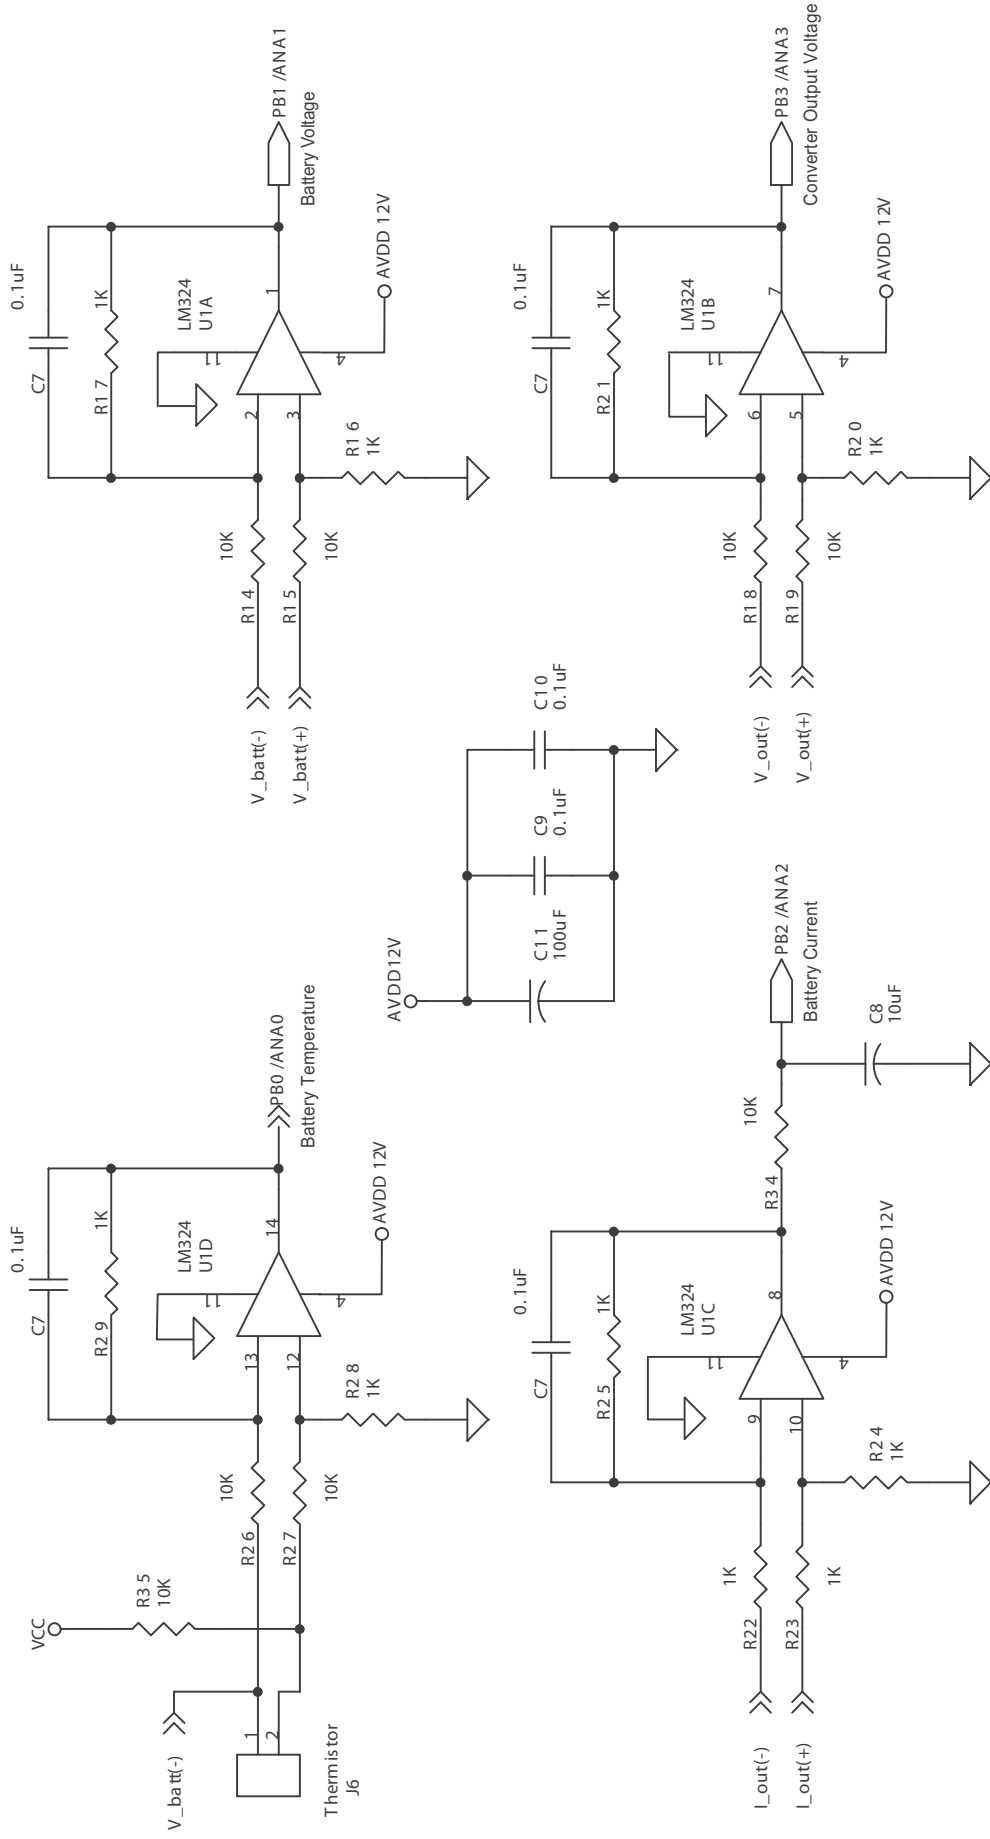 V_batt(-)
VCC
R3 5
10K
Thermistor
J6
1
2
R2 6
10K
R2 7
10K
R2 8
1K
C7
0.1uF
R2 9
1K
LM324
U1D
13
12
14
11
4
AVDD 12V
PB0 /ANA0
Battery Temperature
V_batt(-)
V_batt(+)
R1 4
10K
R1 5
10K
R1 6
1K
C7
0.1uF
R1 7
1K
LM324
U1A
2
3
1
11
4
AVDD 12V
PB1 /ANA1
Battery Voltage
AVDD12V
C1 1
100uF
C9
0.1uF
C1 0
0.1uF
I_out(-)
I_out(+)
R22
1K
R23
1K
R2 4
1K
C7
0.1uF
R2 5
1K
LM324
U1C
9
10
8
11
4
AVDD 12V
R3 4
10K
C8
10uF
PB2 /ANA2
Battery Current
V_out(-)
V_out(+)
R1 8
10K
R1 9
10K
R2 0
1K
C7
0.1uF
R2 1
1K
LM324
U1B
6
5
7
11
4
AVDD 12V
PB3 /ANA3
Converter Output Voltage